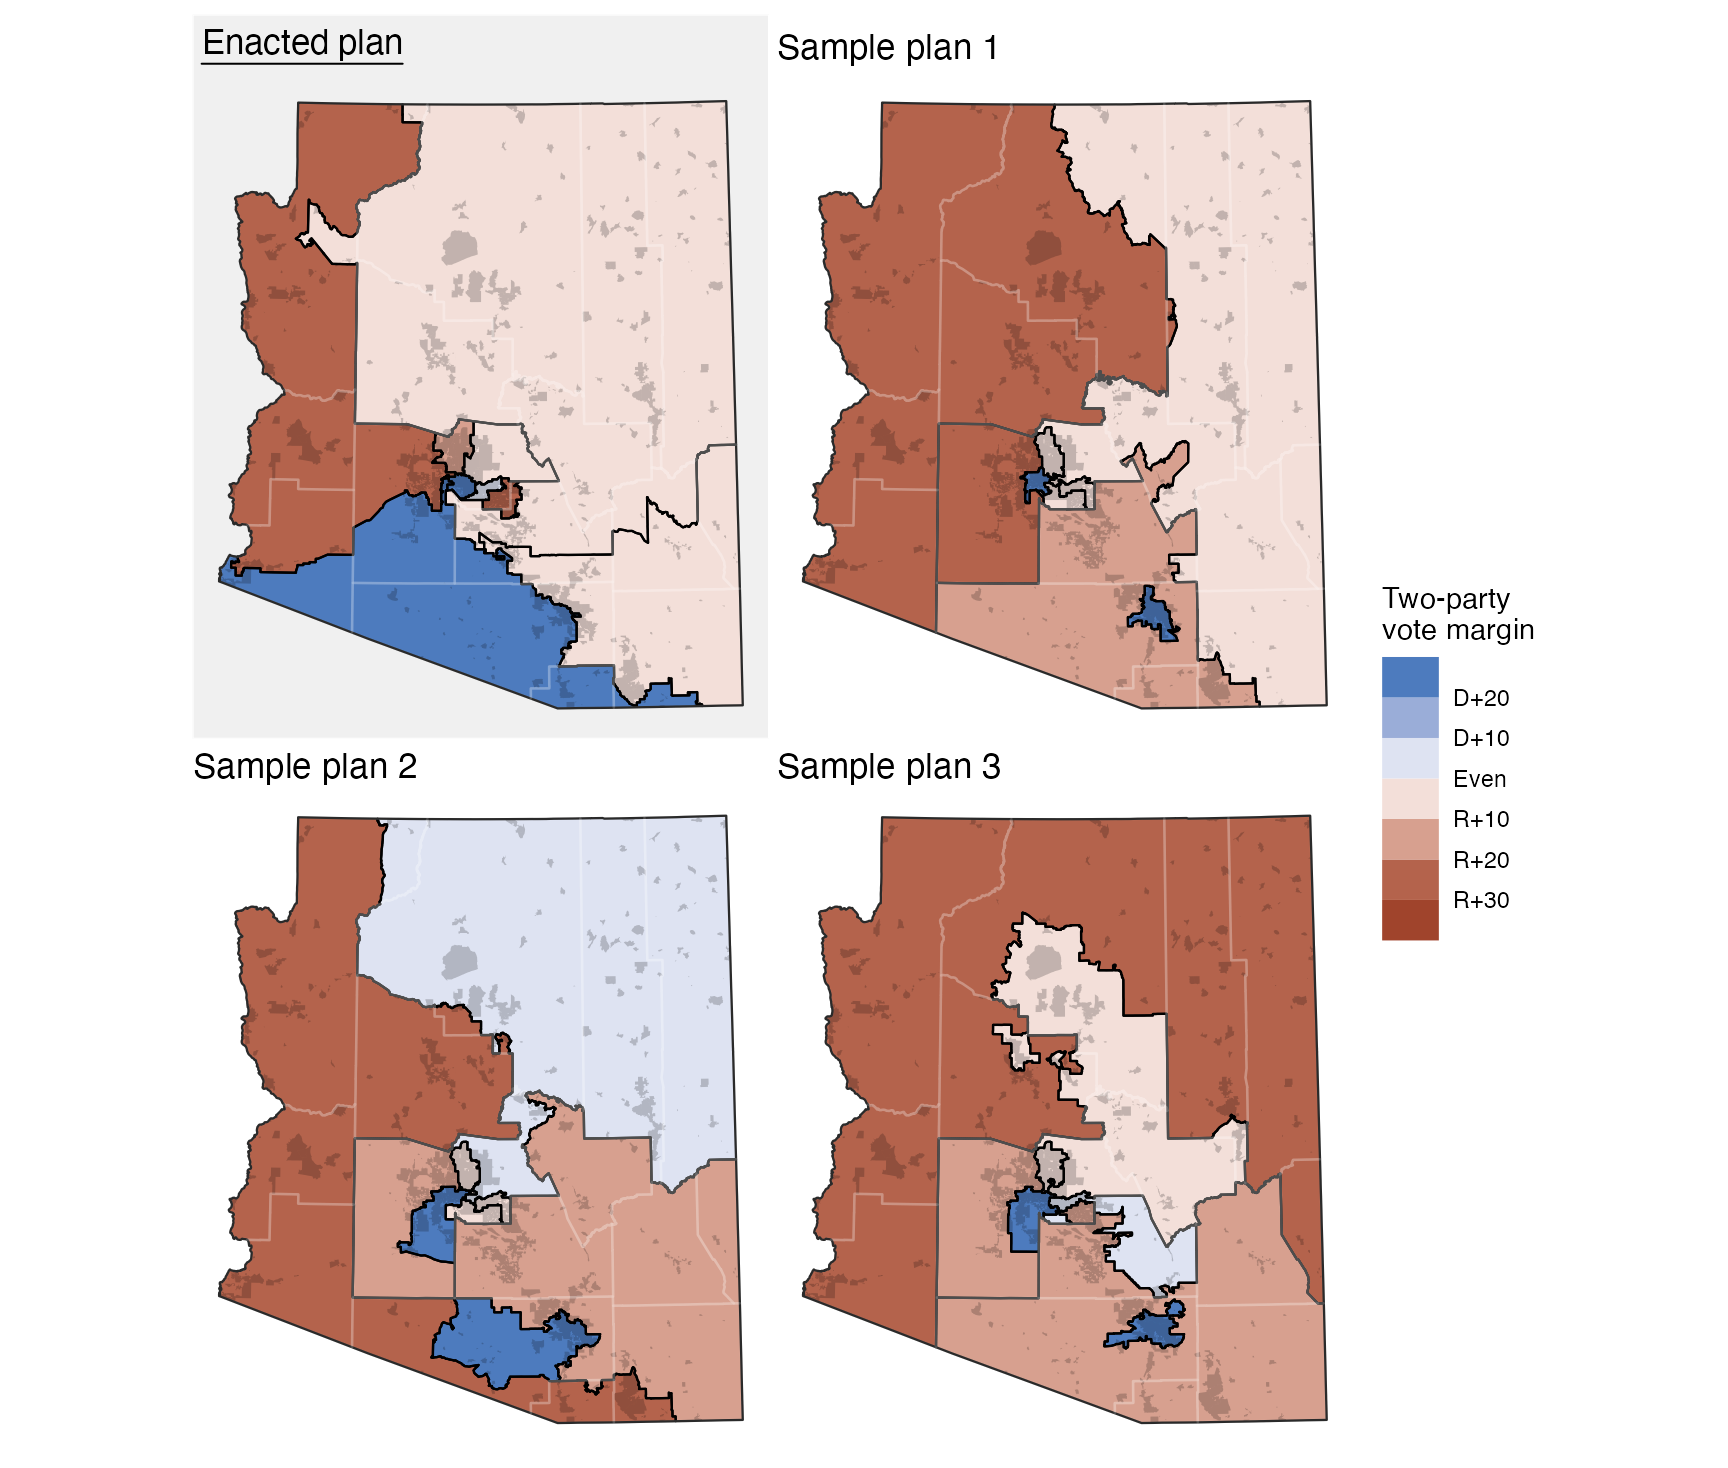 Enacted plan
Sample plan 1
Sample plan 2
Sample plan 3
Two-party
vote margin
D+20
D+10
Even
R+10
R+20
R+30